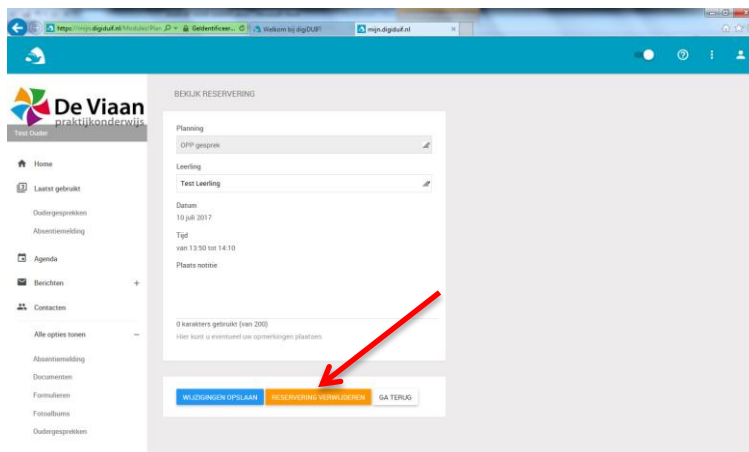 https://mijn.digiduif.nl/Modules/Plan
Geïdentificeer...
Welkom bij digiDUIF
mijn.digiduif.nl
De Viaan
praktijkonderwijs
Test Ouder
Home
Laatst gebruikt
Oudergesprekken
Absentiemelding
Agenda
Berichten +
Contacten
Alle opties tonen –
Absentiemelding
Documenten
Formulieren
Fotoalbums
Oudergesprekken
BEKIJK RESERVERING
Planning
OPP gesprek
Leerling
Test Leerling
Datum
10 juli 2017
Tijd
van 13:50 tot 14:10
Plaats notitie
0 karakters gebruikt (van 200)
Hier kunt u eventueel uw opmerkingen plaatsen.
WIJZIGINGEN OPSLAAN
RESERVERING VERWIJDEREN
GA TERUG